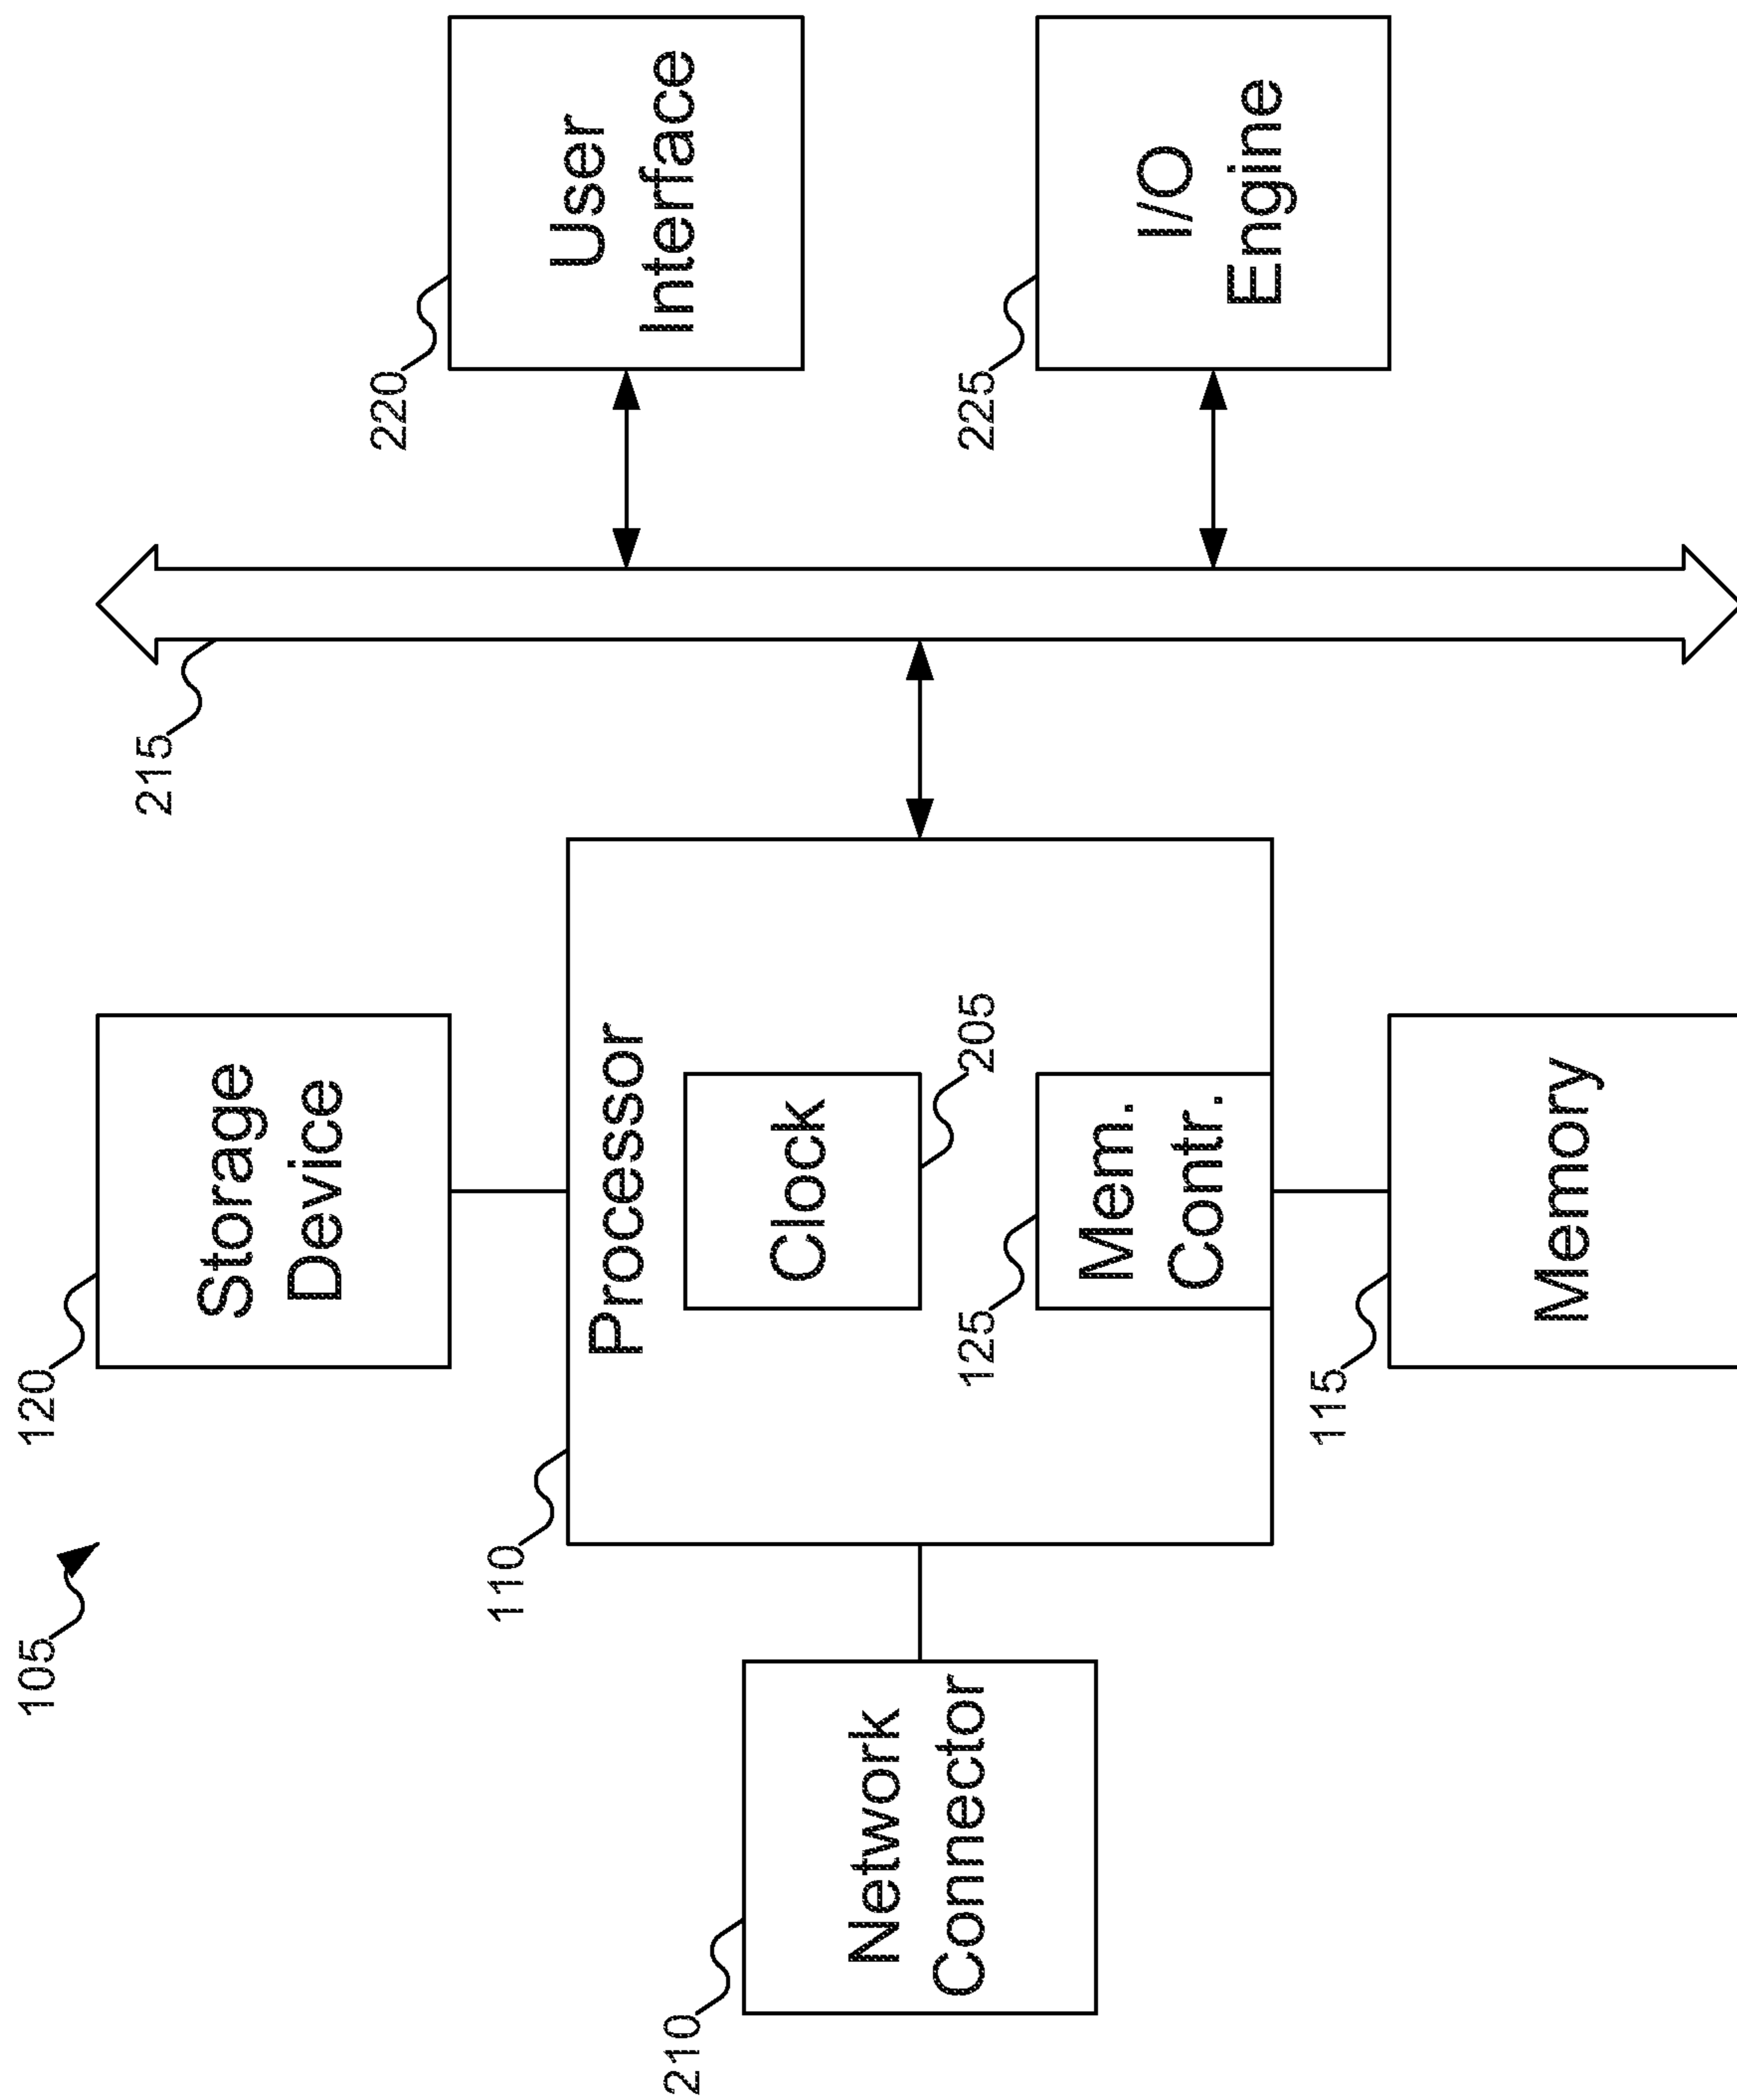 105
120
Storage
Device
215
220
User
Interface
110
Processor
Clock
205
210
Network
Connector
125
Mem.
Contr.
225
I/O
Engine
115
Memory